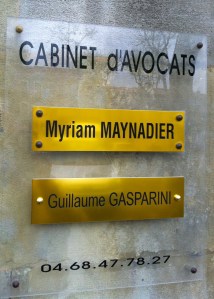 CABINET d'AVOCATS
Myriam MAYNADIER
Guillaume GASPARINI
04.68.47.78.27